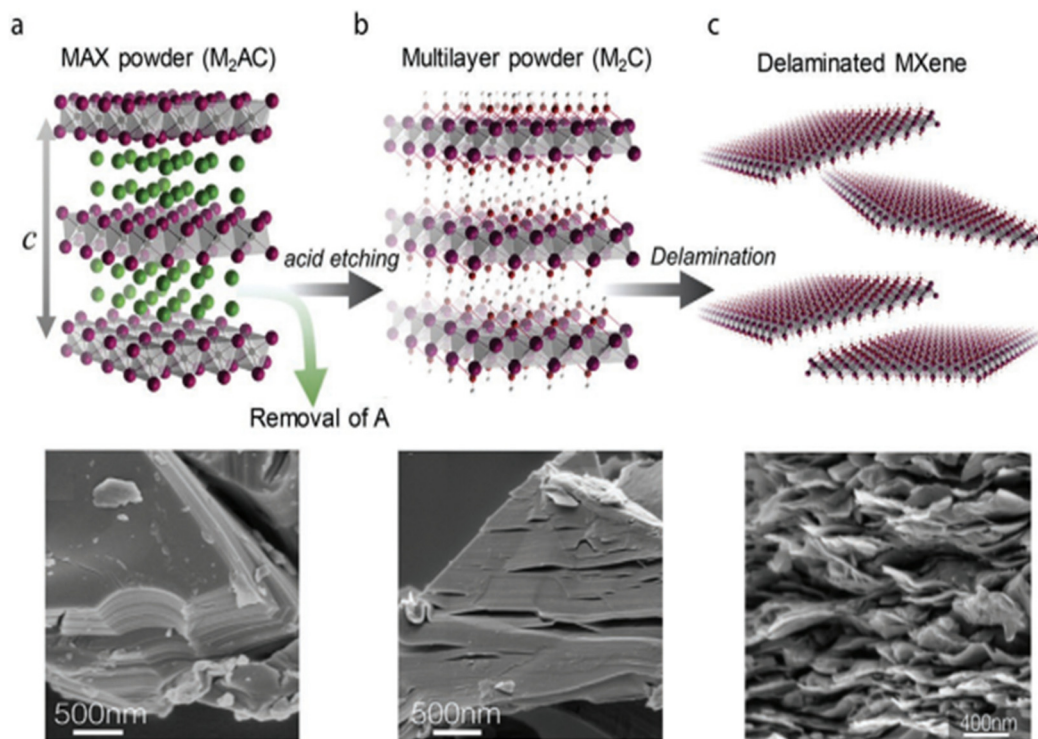 a
MAX powder (M₂AC)
b
Multilayer powder (M₂C)
c
Delaminated MXene
c
acid etching
Delamination
Removal of A
500nm
500nm
400nm